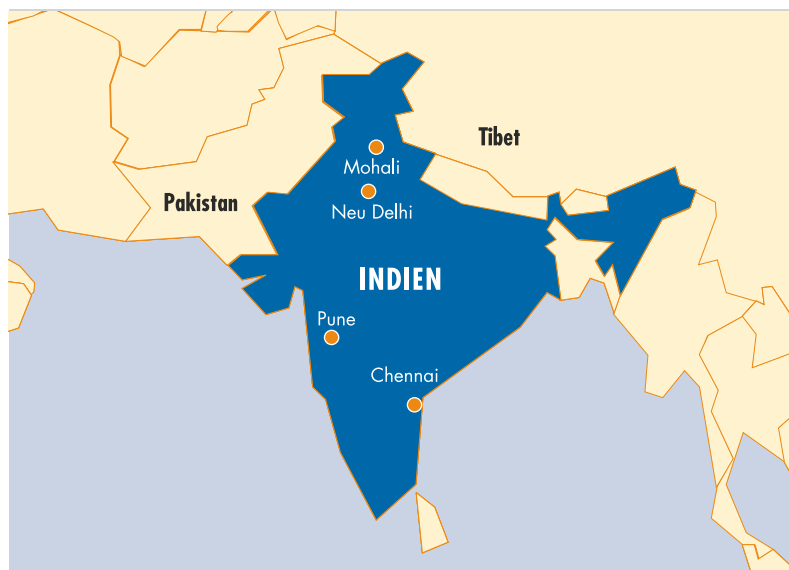 Tibet
Mohali
Pakistan
Neu Delhi
INDIEN
Pune
Chennai